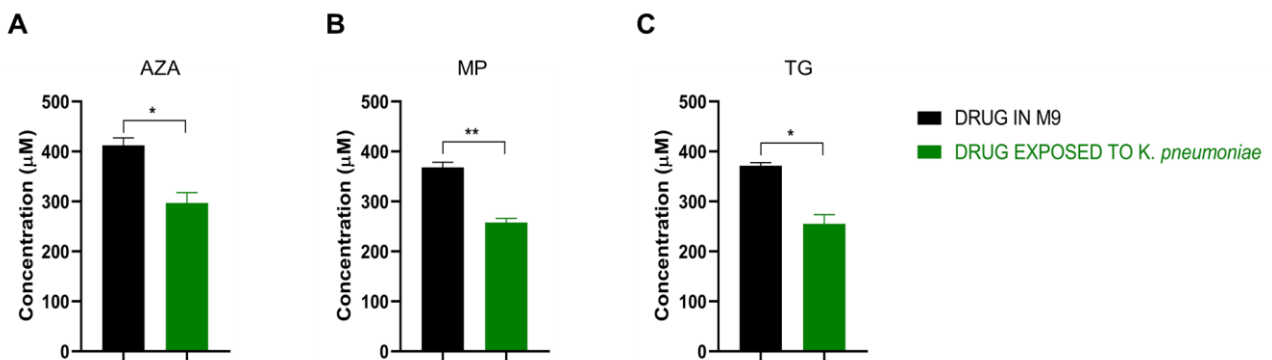 A
B
C
AZA
MP
TG
Concentration (μM)
500
400
300
200
100
0
*
Concentration (μM)
500
400
300
200
100
0
**
Concentration (μM)
500
400
300
200
100
0
*
DRUG IN M9
DRUG EXPOSED TO K. pneumoniae